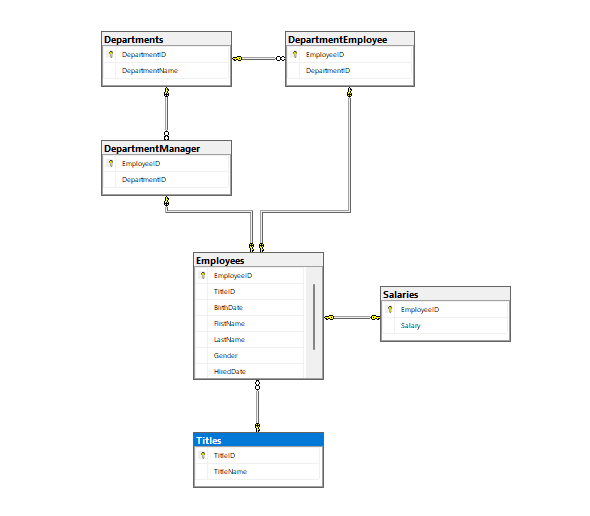 Departments
DepartmentID
DepartmentName
DepartmentEmployee
EmployeeID
DepartmentID
DepartmentManager
EmployeeID
DepartmentID
Employees
EmployeeID
TitleID
BirthDate
FirstName
LastName
Gender
HiredDate
Salaries
EmployeeID
Salary
Titles
TitleID
TitleName